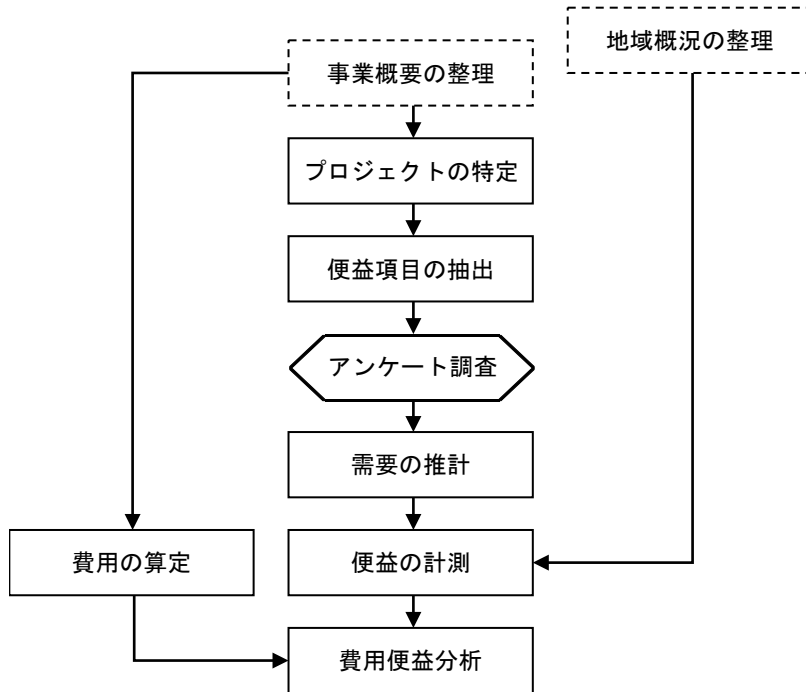 地域概況の整理
事業概要の整理
プロジェクトの特定
便益項目の抽出
アンケート調査
需要の推計
費用の算定
便益の計測
費用便益分析